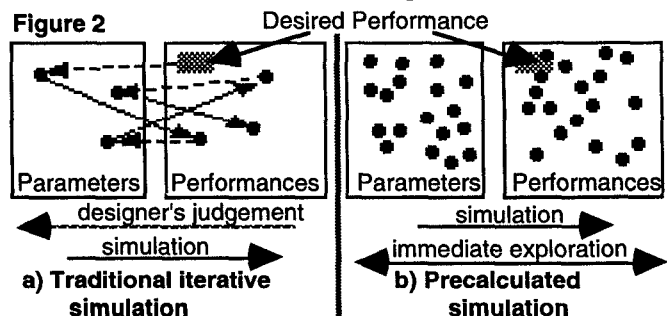 Figure 2
Desired Performance
Parameters
Performances
designer's judgement
simulation
a) Traditional iterative
simulation
Parameters
Performances
simulation
immediate exploration
b) Precalculated
simulation